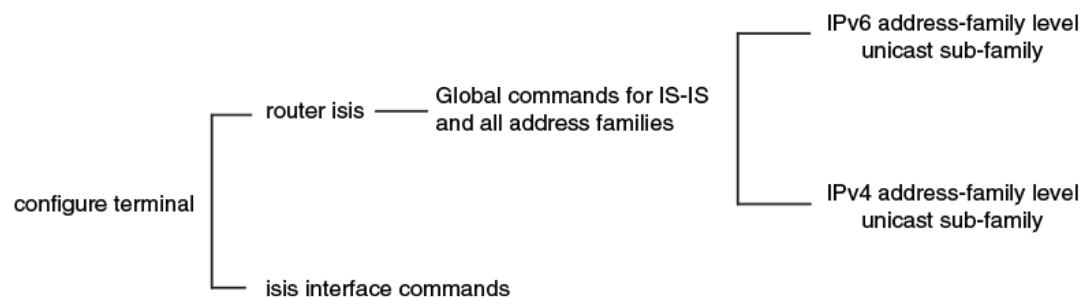 IPv6 address-family level
unicast sub-family
Global commands for IS-IS
and all address families
router isis
IPv4 address-family level
unicast sub-family
configure terminal
isis interface commands